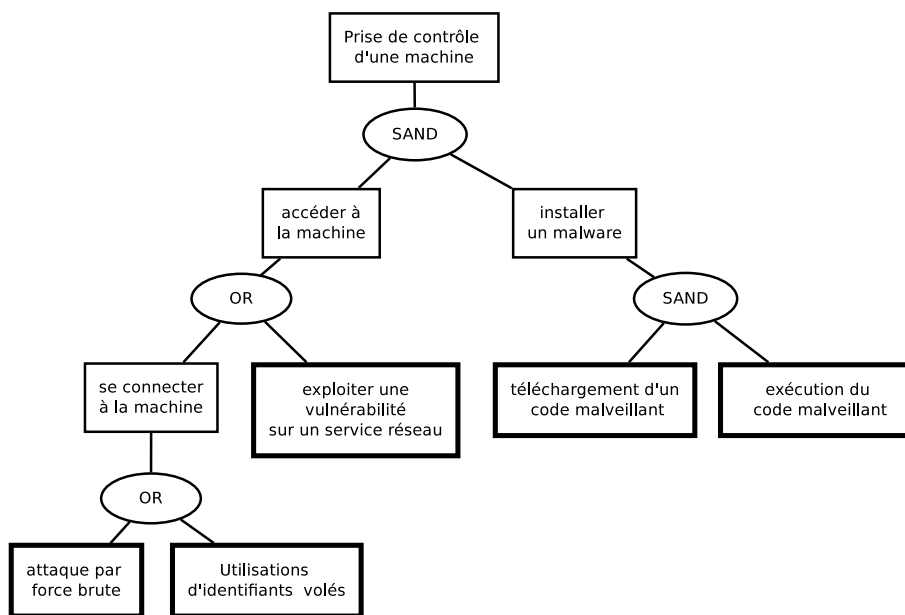 Prise de contrôle
d'une machine
SAND
accéder à
la machine
installer
un malware
OR
SAND
se connecter
à la machine
exploiter une
vulnérabilité
sur un service réseau
téléchargement d'un
code malveillant
exécution du
code malveillant
OR
attaque par
force brute
Utilisations
d'identifiants volés